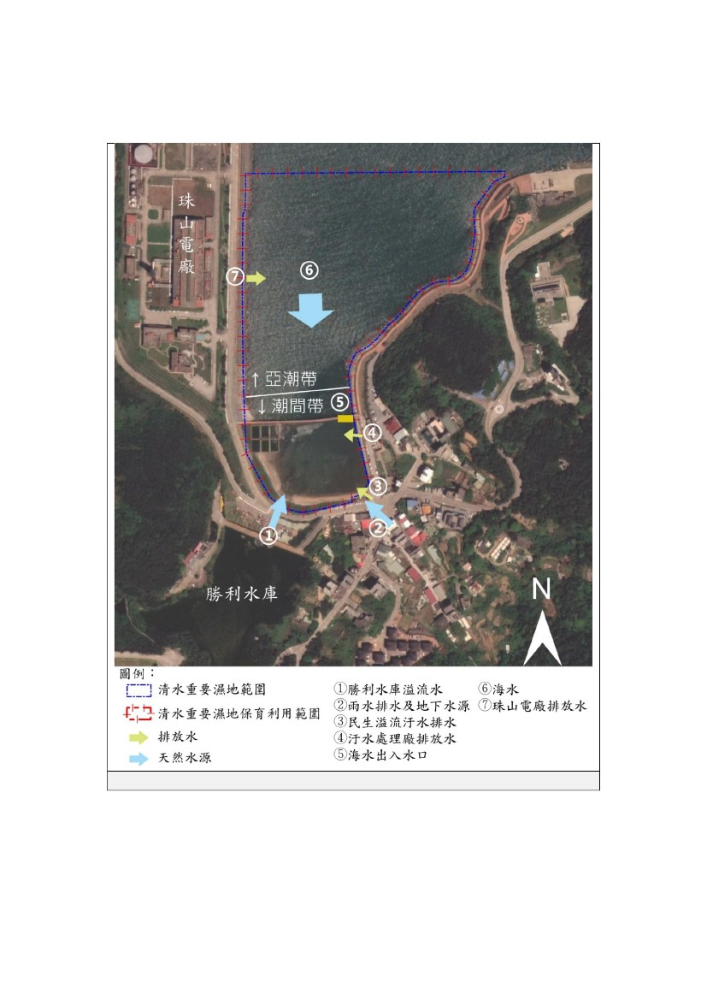 珠山電廠
⑦
⑥
↑亞潮帶
↓潮間帶
⑤
④
③
②
①
勝利水庫
N
圖例：
清水重要濕地範圍
清水重要濕地保育利用範圍
排放水
天然水源
①勝利水庫溢流水
②雨水排水及地下水源
③民生溢流汙水排水
④汙水處理廠排放水
⑤海水出入水口
⑥海水
⑦珠山電廠排放水